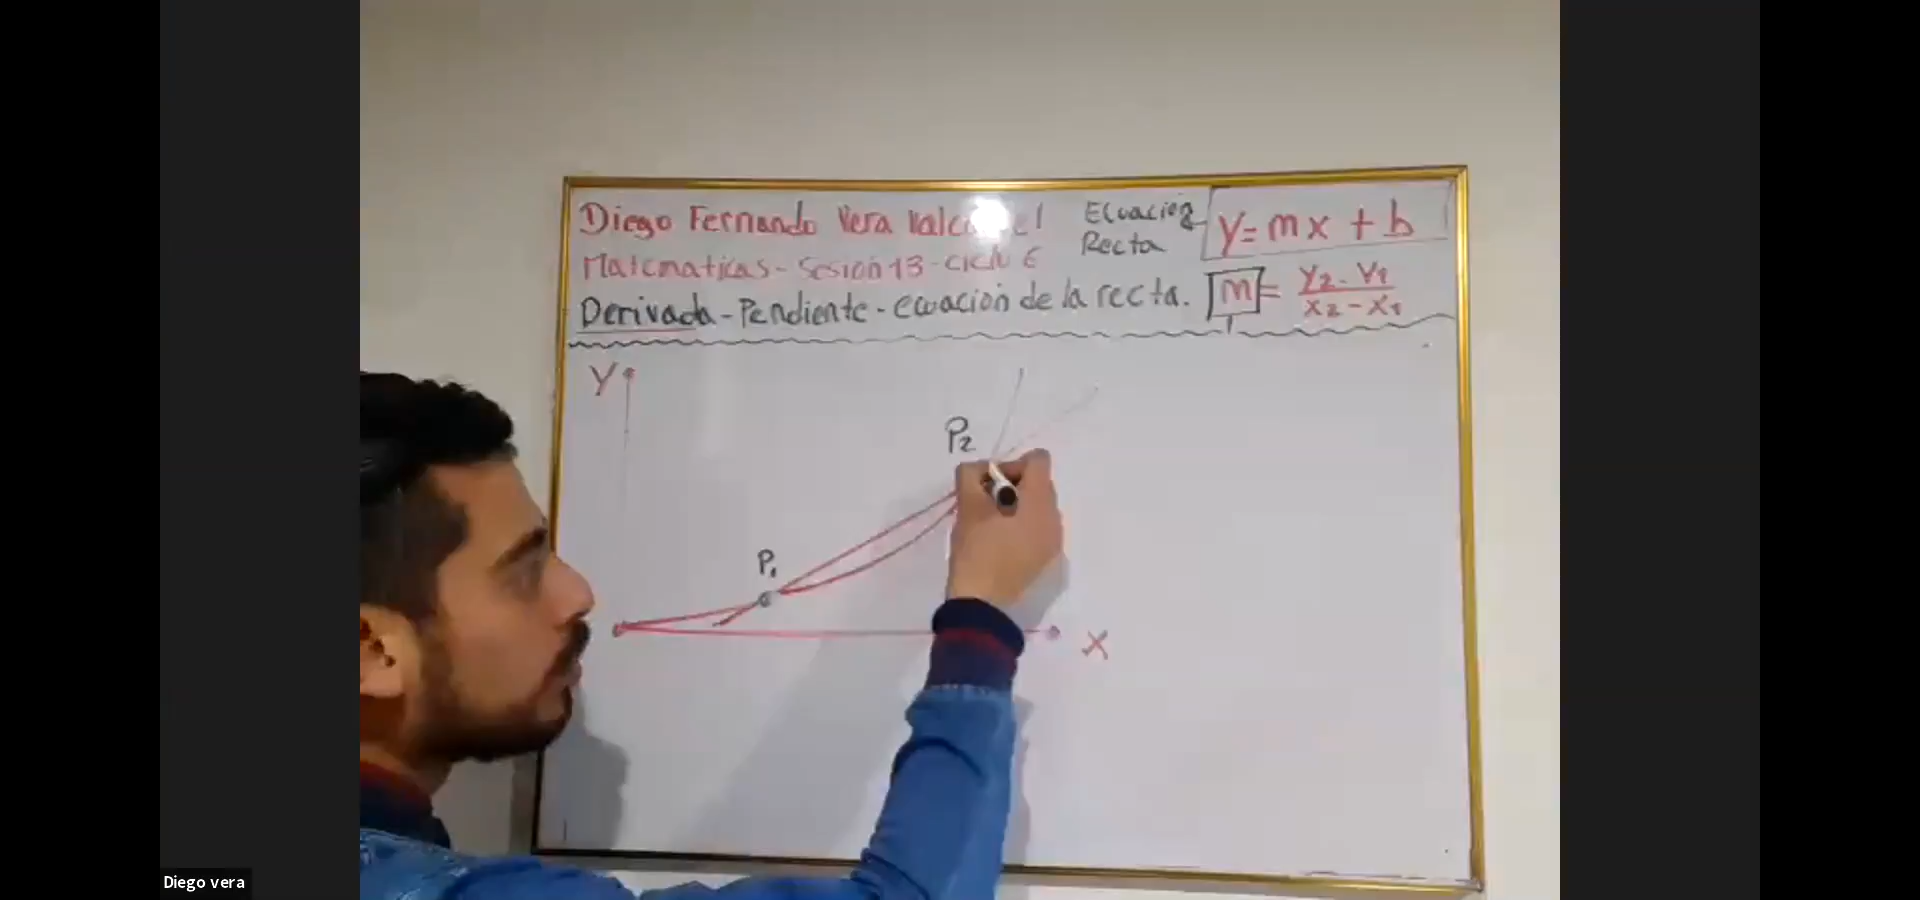 Diego Fernando Vera
Matematicas - Sesión 13 - Ciclo 6
Derivada - Pendiente - ecuación de la recta.
Ecuación
Recta
y = mx + b
m = Y2 - Y1
X2 - X1
Y
P2
P1
X
Diego vera